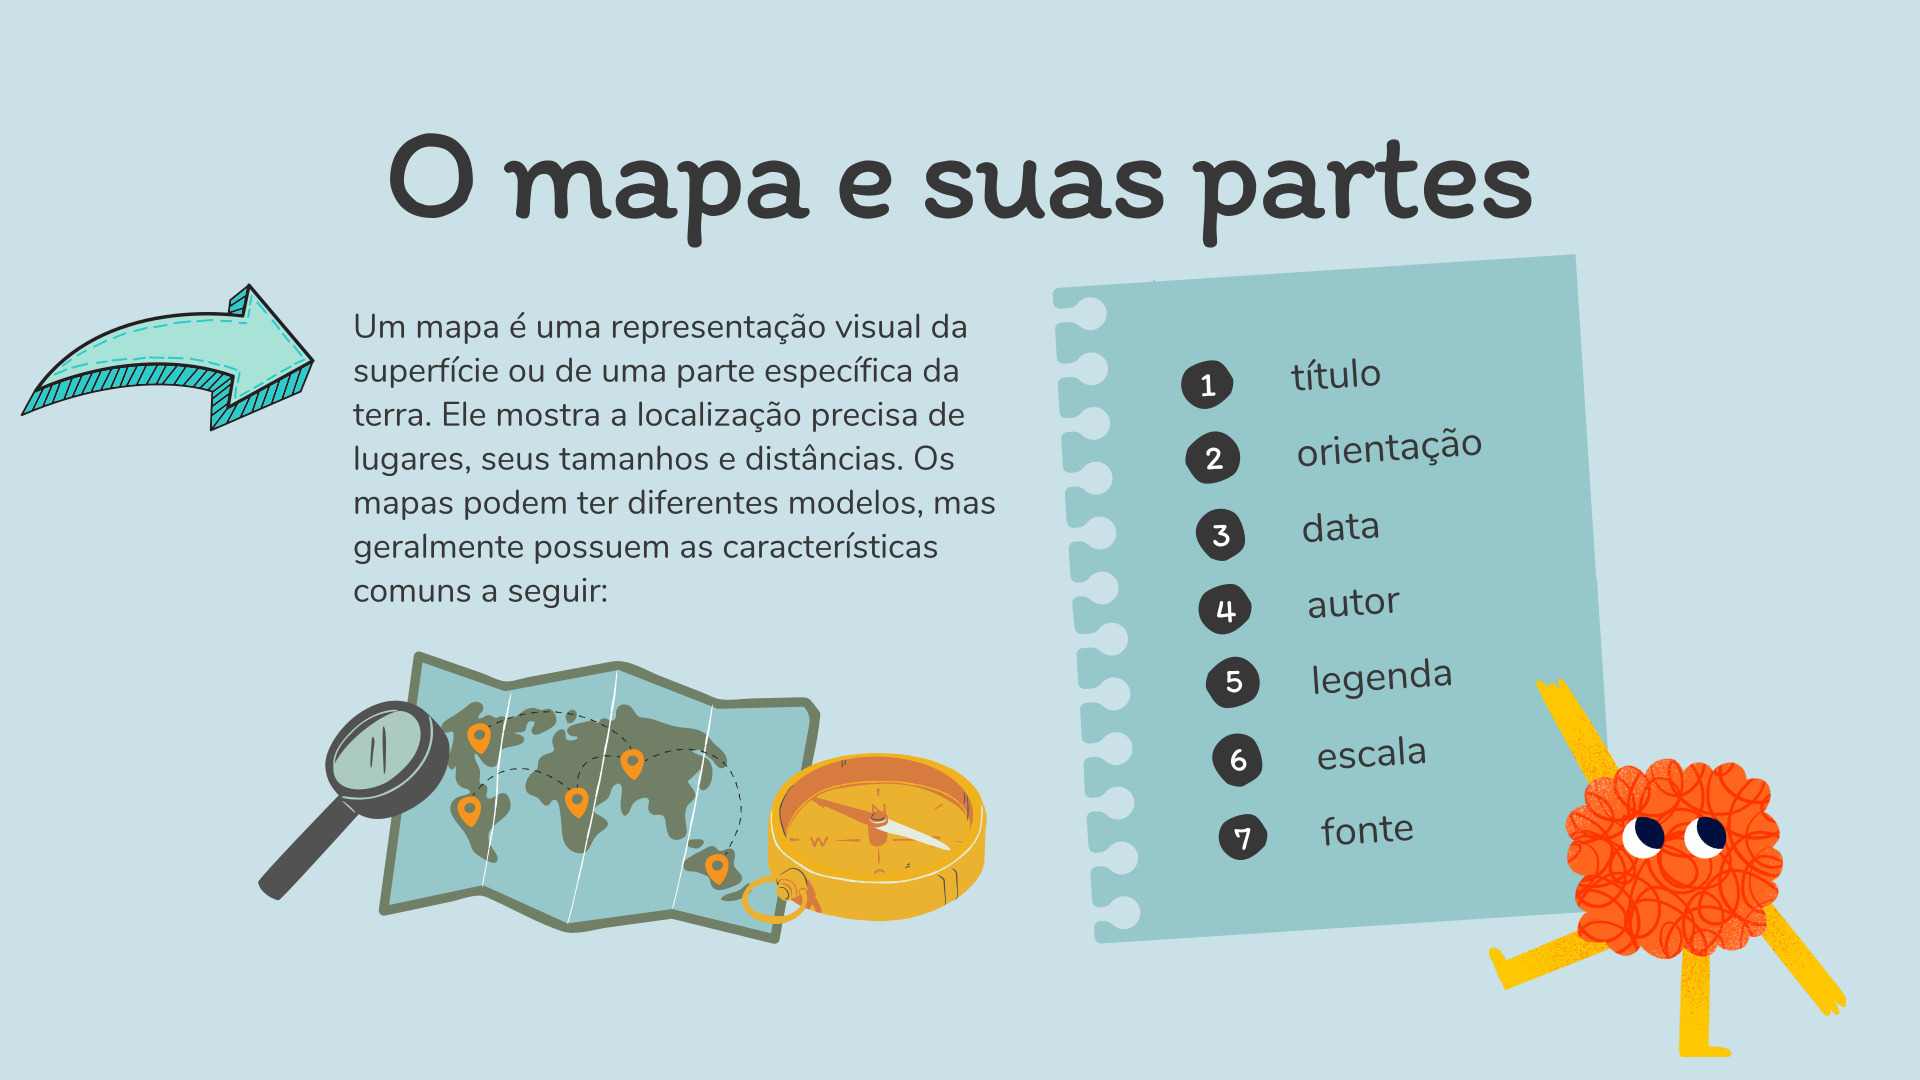 O mapa e suas partes
Um mapa é uma representação visual da
superfície ou de uma parte específica da
terra. Ele mostra a localização precisa de
lugares, seus tamanhos e distâncias. Os
mapas podem ter diferentes modelos, mas
geralmente possuem as características
comuns a seguir:
1 título
2 orientação
3 data
4 autor
5 legenda
6 escala
7 fonte
N
W